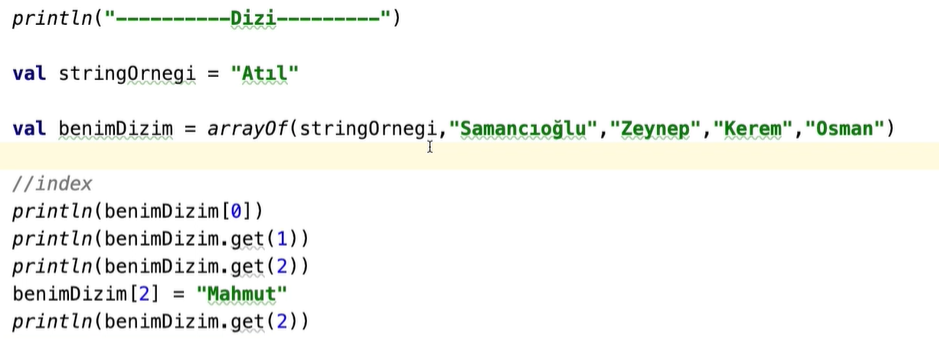 println("----------Dizi---------")
val stringOrnegi = "Atıl"
val benimDizim = arrayOf(stringOrnegi,"Samancıoğlu","Zeynep","Kerem","Osman")
//index
println(benimDizim[0])
println(benimDizim.get(1))
println(benimDizim.get(2))
benimDizim[2] = "Mahmut"
println(benimDizim.get(2))